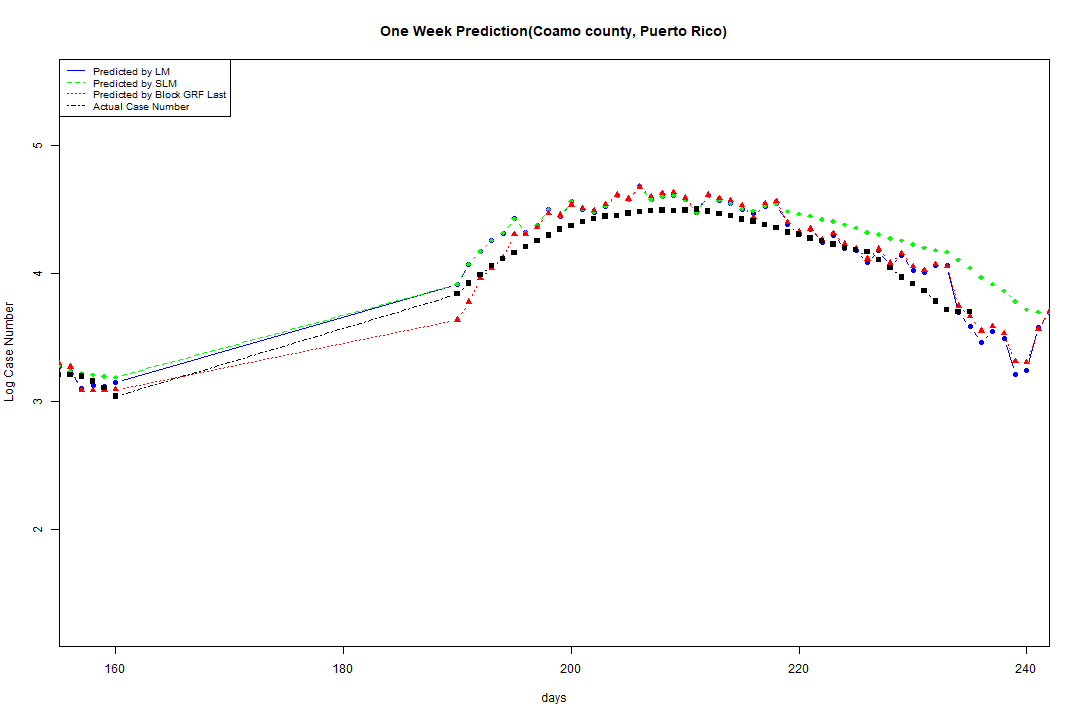 One Week Prediction(Coamo county, Puerto Rico)
Predicted by LM
Predicted by SLM
Predicted by Block GRF Last
Actual Case Number
5
4
3
2
Log Case Number
160 180 200 220 240
days